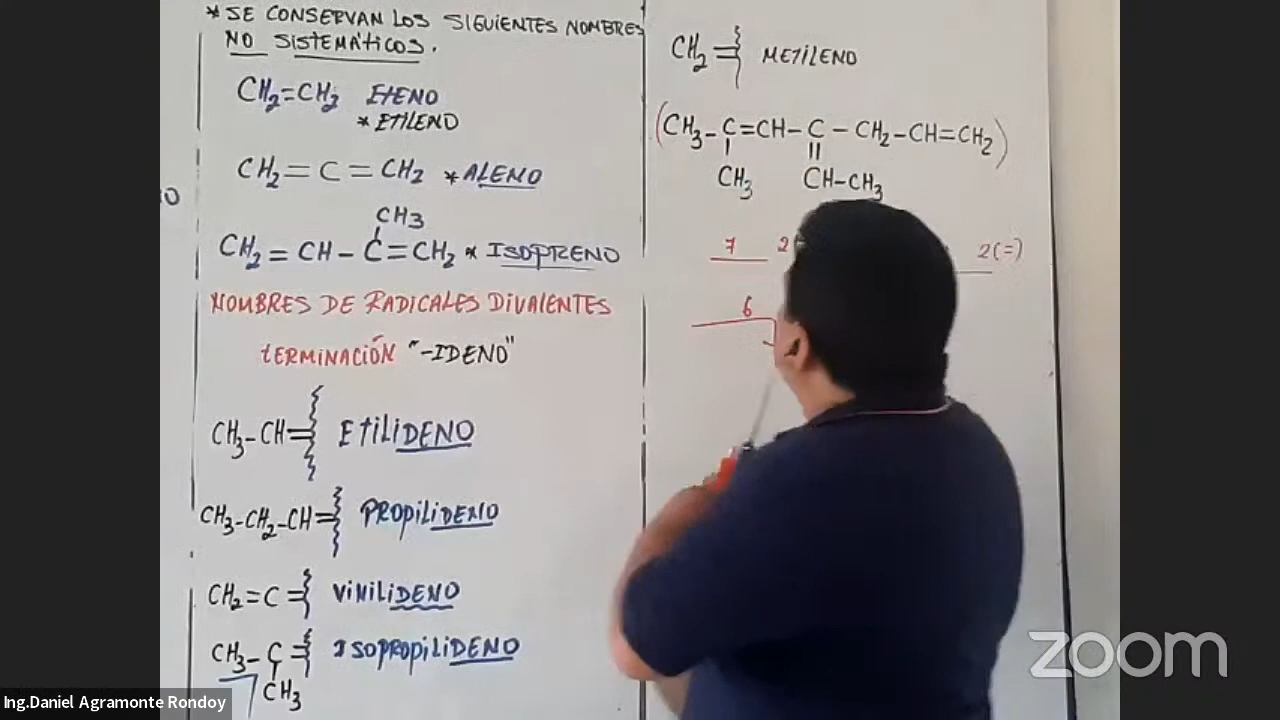 * SE CONSERVAN LOS SIGUIENTES NOMBRES
NO SISTEMÁTICOS.
CH₂=CH₂ ETENO
* ETILENO
CH₂=C=CH₂ * ALENO
CH₃
CH₂=CH-C=CH₂ * ISOPRENO
NOMBRES DE RADICALES DIVALENTES
TERMINACIÓN "-IDENO"
CH₃-CH= ETILIDENO
CH₃-CH₂-CH= PROPILIDENO
CH₂=C= VINILIDENO
CH₃-C= ISOPROPILIDENO
CH₃
CH₂= METILENO
(CH₃-C=CH-C-CH₂-CH=CH₂)
CH₃ CH-CH₃
7 2 2(=)
6
zoom
Ing.Daniel Agramonte Rondoy